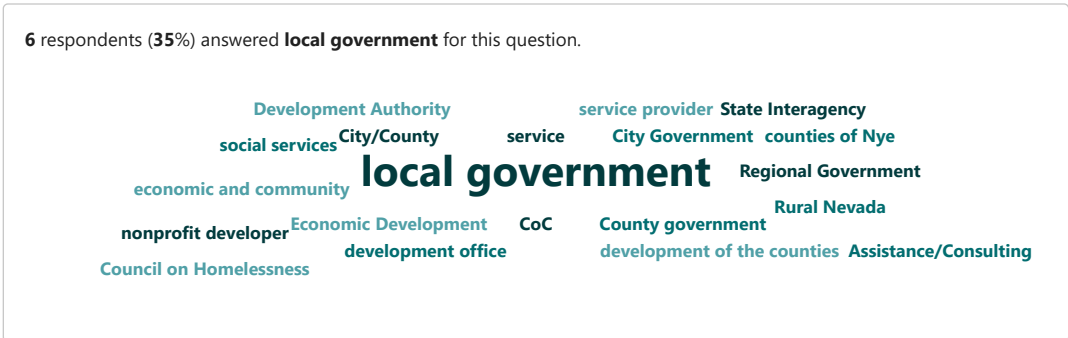 6 respondents (35%) answered local government for this question.
Development Authority service provider State Interagency
social services City/County service City Government counties of Nye
local government Regional Government
economic and community
Rural Nevada
nonprofit developer Economic Development CoC County government
development office development of the counties Assistance/Consulting
Council on Homelessness